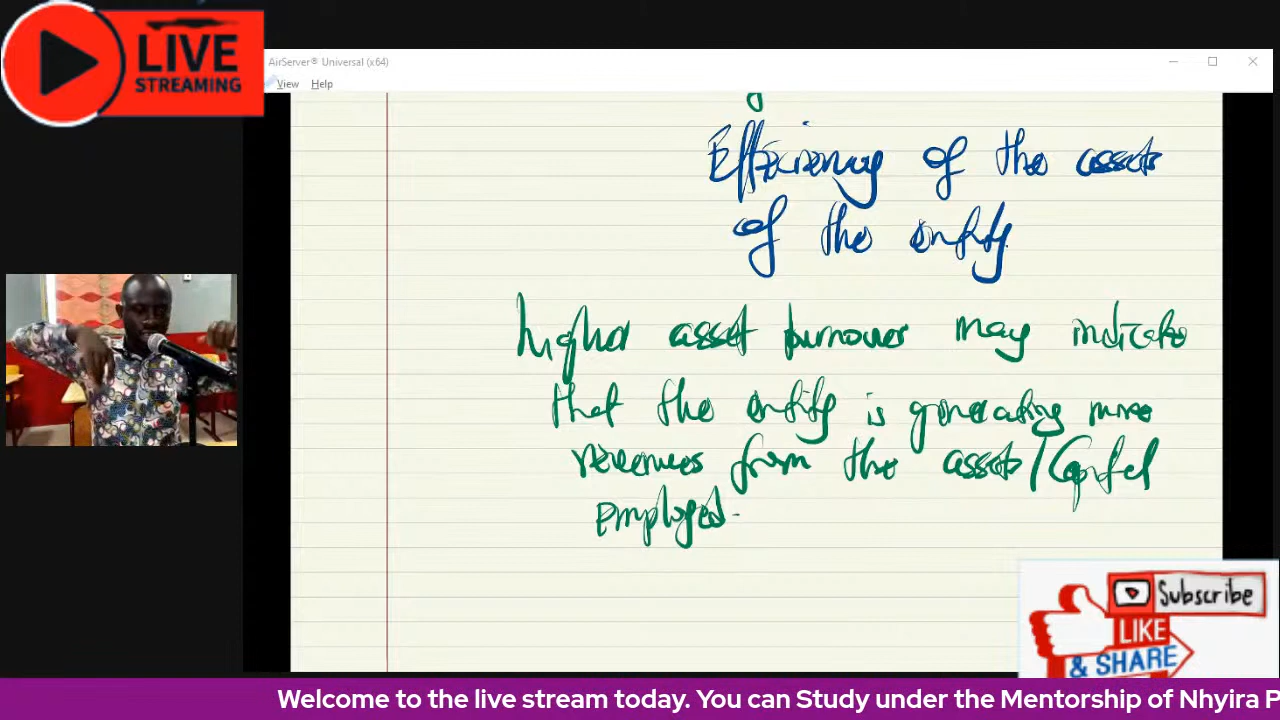 LIVE
STREAMING
AirServer® Universal (x64)
View Help
Efficiency of the assets
of the entity
higher asset turnover may indicate
that the entity is generating more
revenues from the assets/Capital
employed.
Subscribe
LIKE
& SHARE
Welcome to the live stream today. You can Study under the Mentorship of Nhyira P